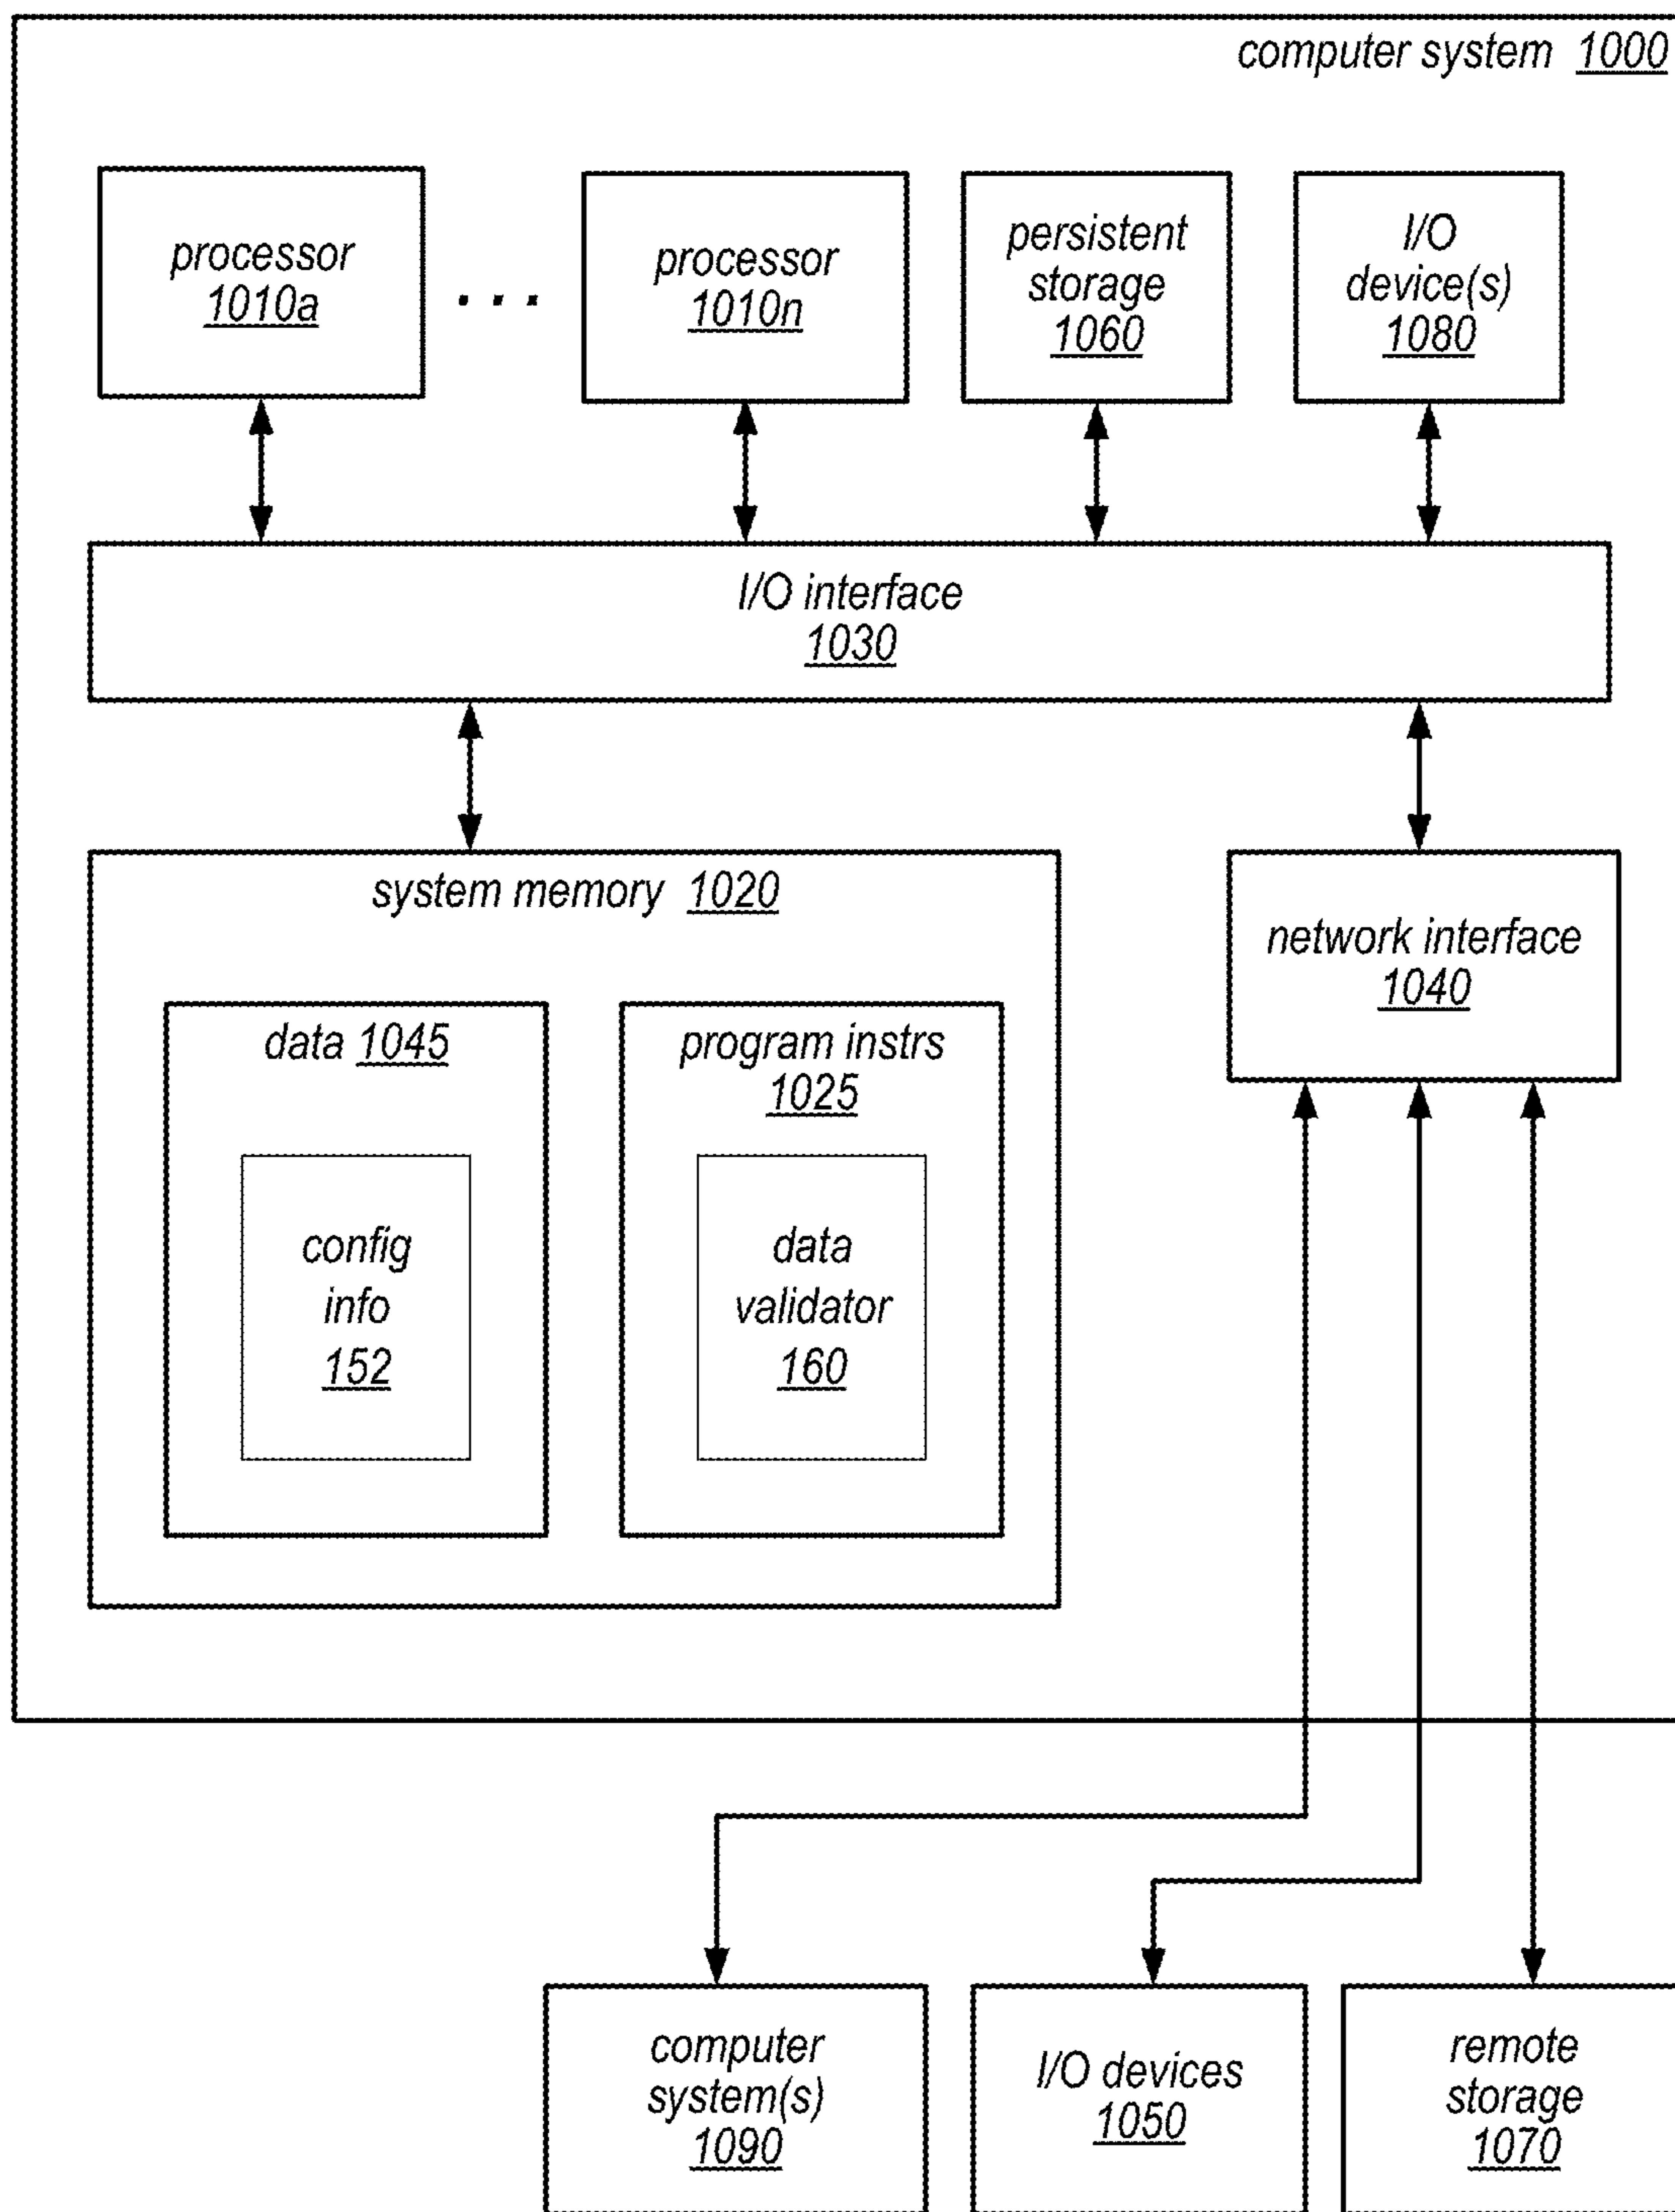 computer system 1000
processor
1010a
. . .
processor
1010n
persistent
storage
1060
I/O
device(s)
1080
I/O interface
1030
system memory 1020
network interface
1040
data 1045
config
info
152
program instrs
1025
data
validator
160
computer
system(s)
1090
I/O devices
1050
remote
storage
1070